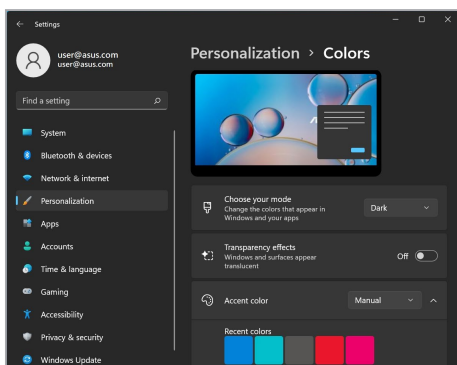 Settings
user@asus.com
user@asus.com
Find a setting
System
Bluetooth & devices
Network & internet
Personalization
Apps
Accounts
Time & language
Gaming
Accessibility
Privacy & security
Windows Update
Personalization > Colors
Choose your mode
Change the colors that appear in
Windows and your apps
Dark
Transparency effects
Windows and surfaces appear
translucent
Off
Accent color
Manual
Recent colors